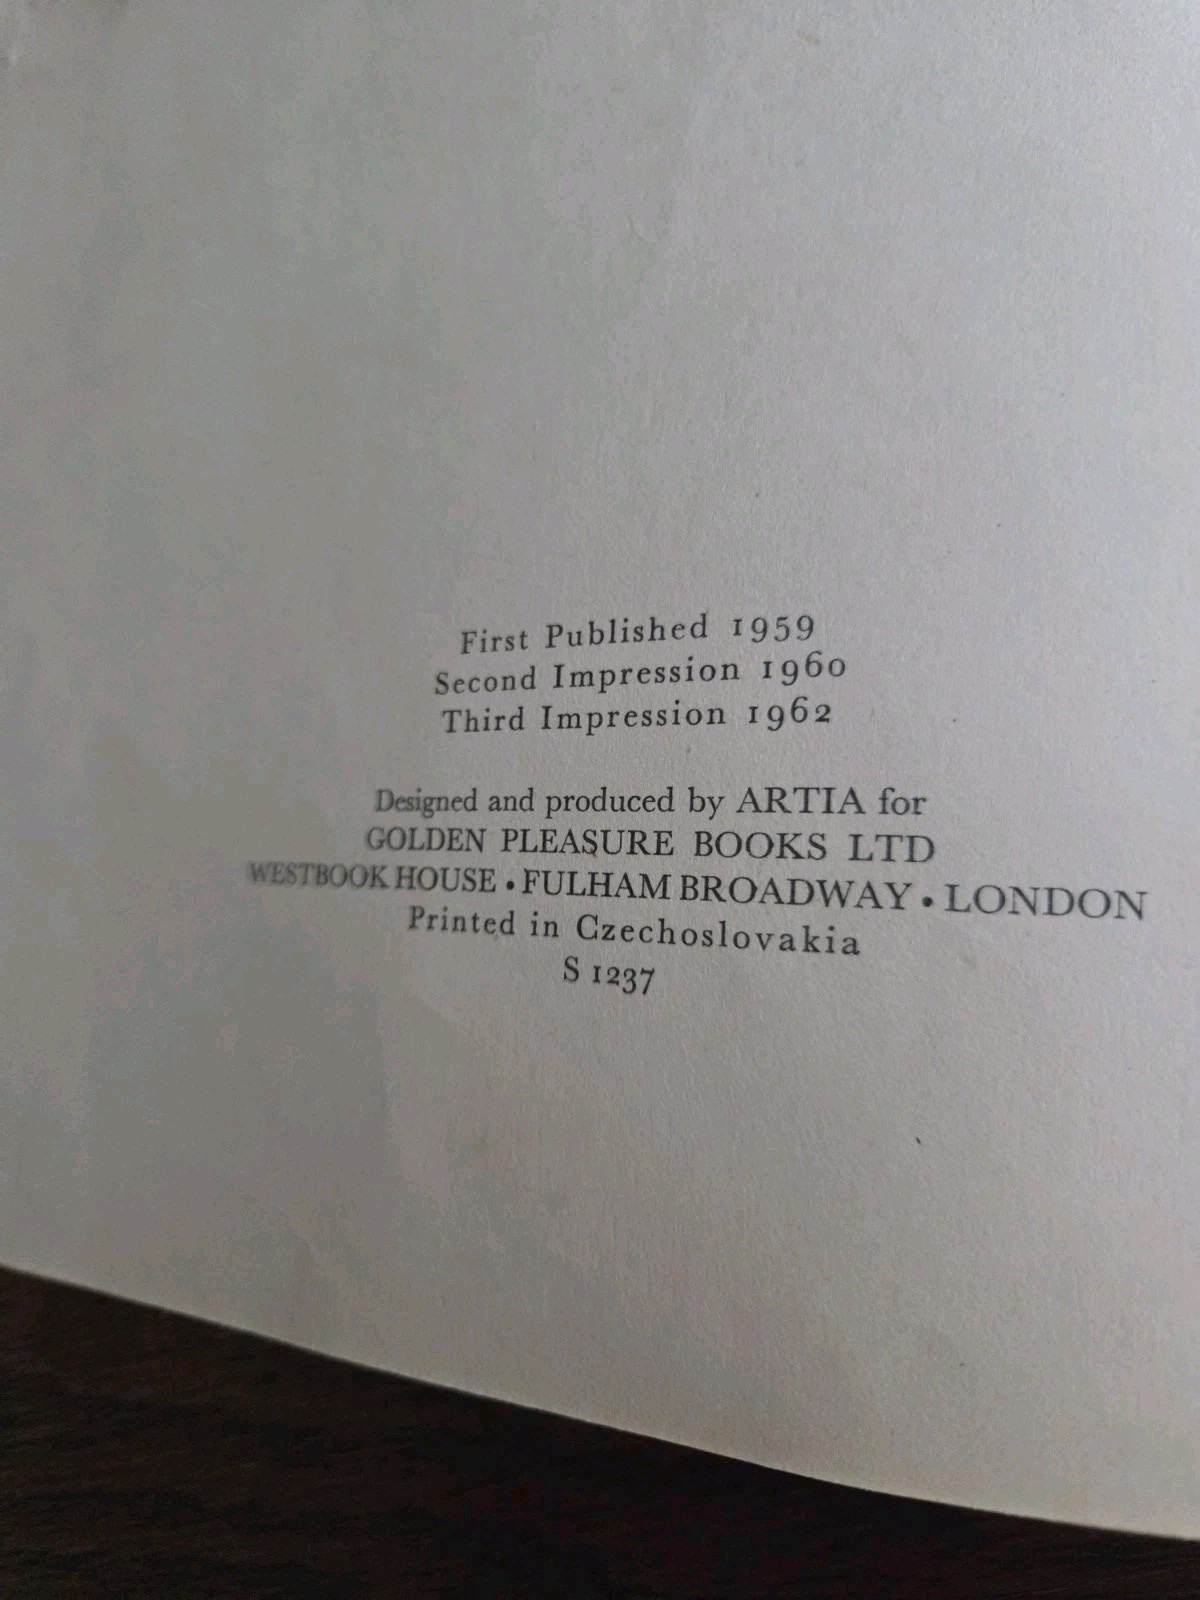 First Published 1959
Second Impression 1960
Third Impression 1962
Designed and produced by ARTIA for
GOLDEN PLEASURE BOOKS LTD
WESTBOOK HOUSE • FULHAM BROADWAY • LONDON
Printed in Czechoslovakia
S 1237